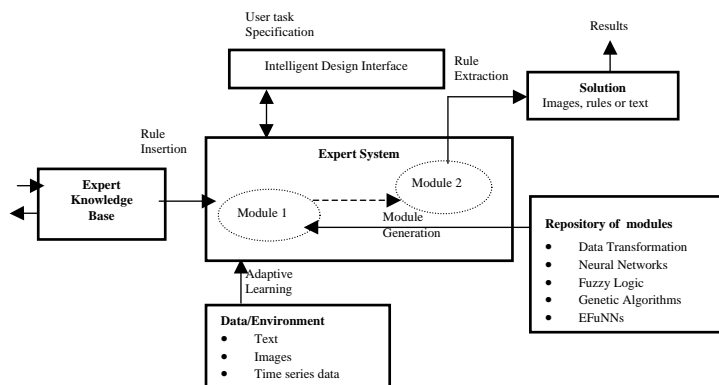 User task
Specification
Results
Intelligent Design Interface
Rule
Extraction
Solution
Images, rules or text
Rule
Insertion
Expert System
Expert
Knowledge
Base
Module 1
Module 2
Module
Generation
Repository of modules
● Data Transformation
● Neural Networks
● Fuzzy Logic
● Genetic Algorithms
● EFuNNs
Adaptive
Learning
Data/Environment
● Text
● Images
● Time series data